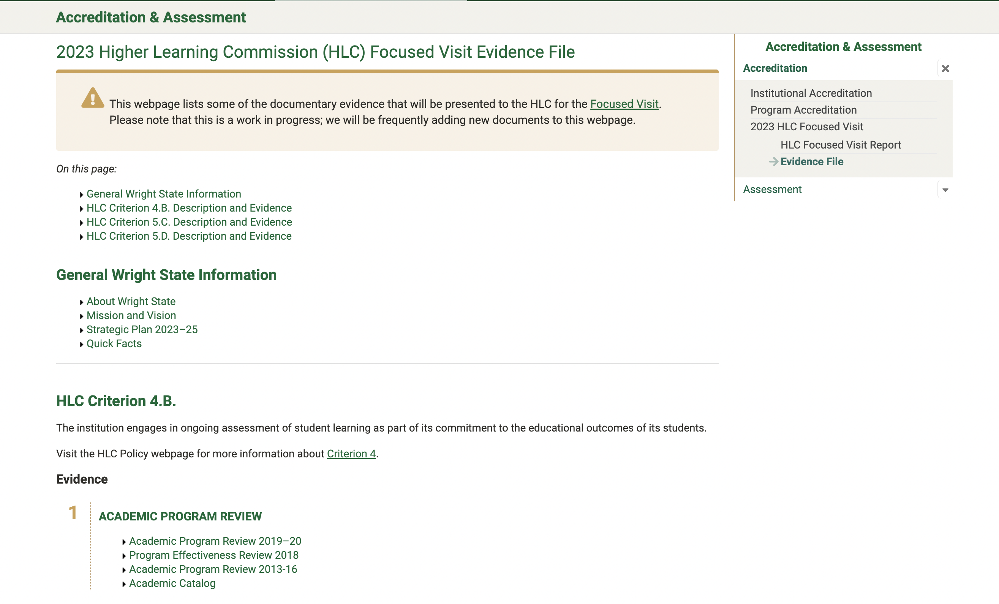 Accreditation & Assessment
2023 Higher Learning Commission (HLC) Focused Visit Evidence File
This webpage lists some of the documentary evidence that will be presented to the HLC for the Focused Visit.
Please note that this is a work in progress; we will be frequently adding new documents to this webpage.
On this page:
General Wright State Information
HLC Criterion 4.B. Description and Evidence
HLC Criterion 5.C. Description and Evidence
HLC Criterion 5.D. Description and Evidence
General Wright State Information
About Wright State
Mission and Vision
Strategic Plan 2023–25
Quick Facts
HLC Criterion 4.B.
The institution engages in ongoing assessment of student learning as part of its commitment to the educational outcomes of its students.
Visit the HLC Policy webpage for more information about Criterion 4.
Evidence
1
ACADEMIC PROGRAM REVIEW
Academic Program Review 2019–20
Program Effectiveness Review 2018
Academic Program Review 2013-16
Academic Catalog
Accreditation & Assessment
Accreditation
Institutional Accreditation
Program Accreditation
2023 HLC Focused Visit
HLC Focused Visit Report
Evidence File
Assessment